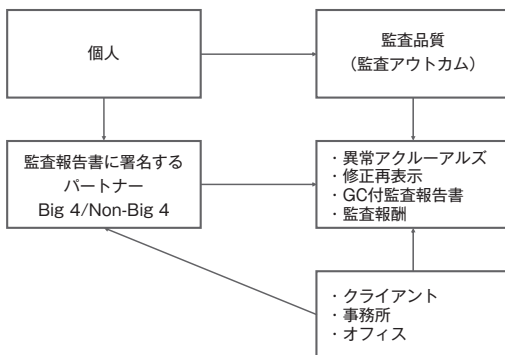 個人
監査品質
（監査アウトカム）
監査報告書に署名する
パートナー
Big 4/Non-Big 4
・異常アクルーアルズ
・修正再表示
・GC付監査報告書
・監査報酬
・クライアント
・事務所
・オフィス